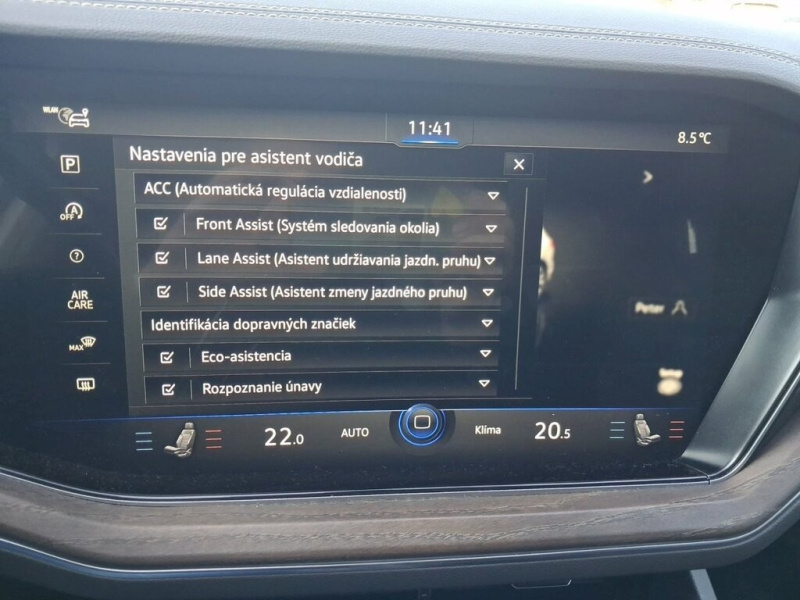 WLAN
11:41
8.5°C
P
Nastavenia pre asistent vodiča
ACC (Automatická regulácia vzdialenosti)
A
OFF
Front Assist (Systém sledovania okolia)
?
Lane Assist (Asistent udržiavania jazdn. pruhu)
AIR
CARE
Side Assist (Asistent zmeny jazdného pruhu)
Identifikácia dopravných značiek
Peter
MAX
Eco-asistencia
Rozpoznanie únavy
22.0
AUTO
Klíma
20.5